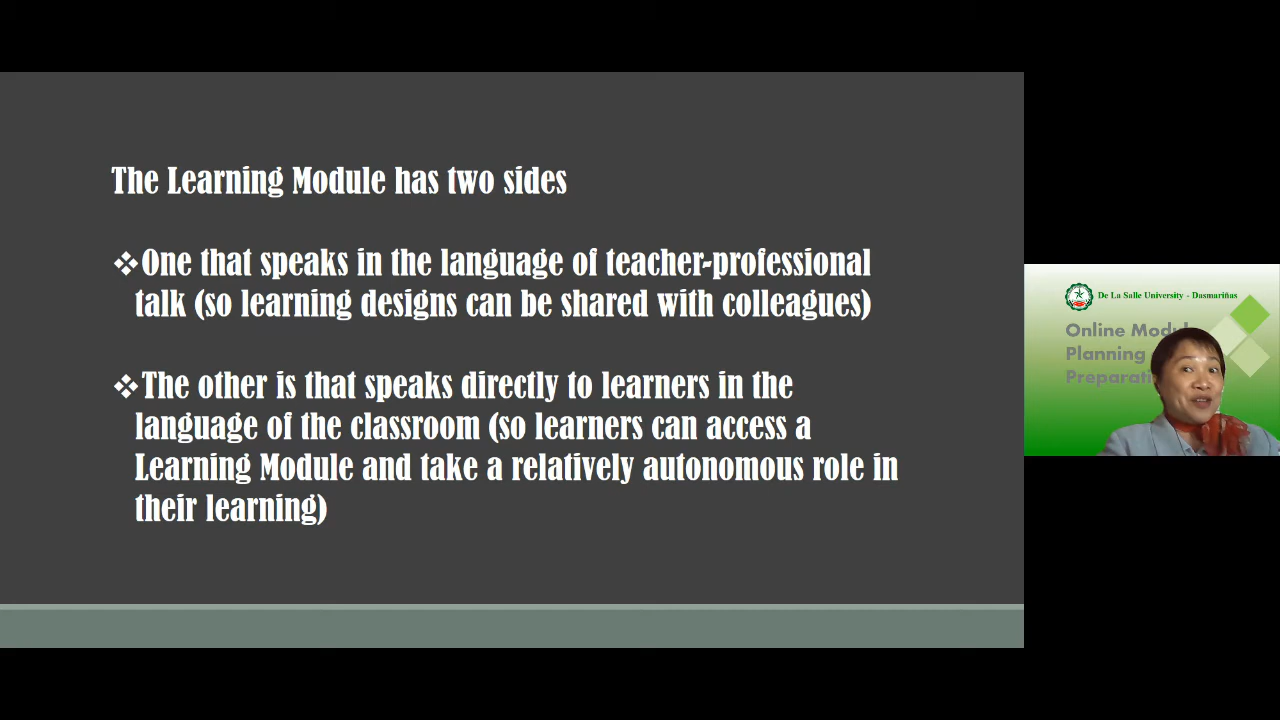 The Learning Module has two sides
❖One that speaks in the language of teacher-professional
talk (so learning designs can be shared with colleagues)
❖The other is that speaks directly to learners in the
language of the classroom (so learners can access a
Learning Module and take a relatively autonomous role in
their learning)
De La Salle University - Dasmariñas
Online
Planning